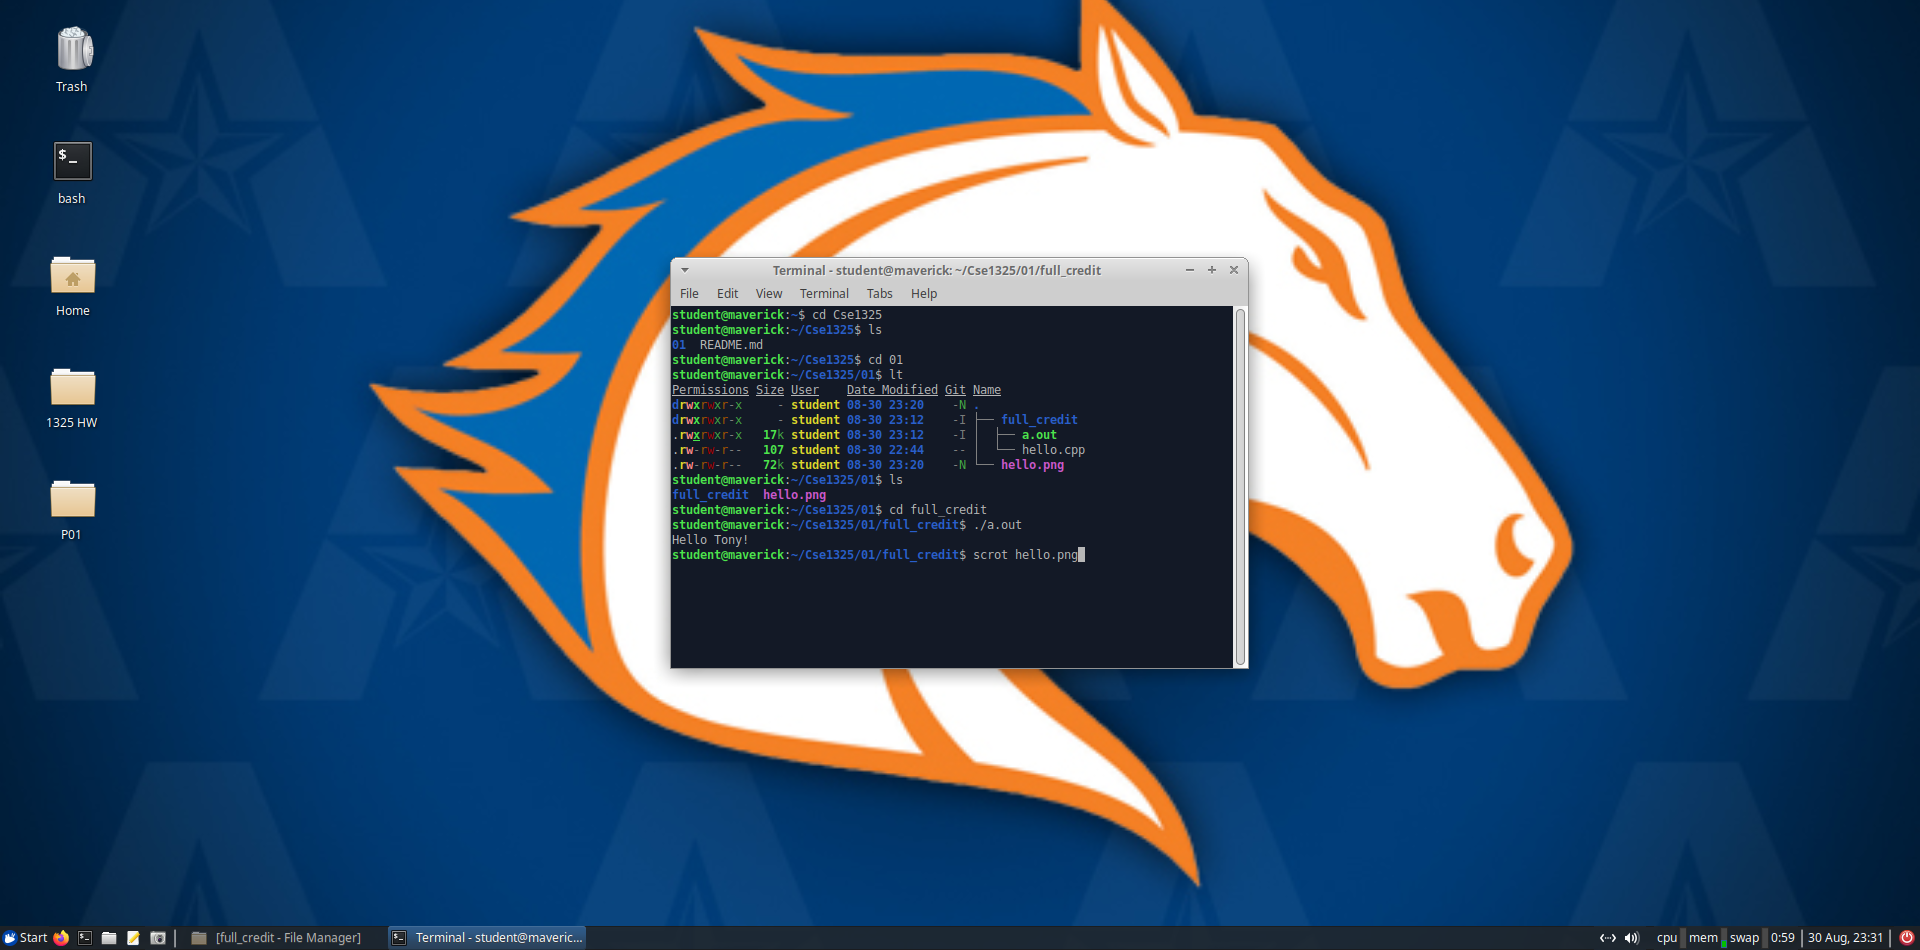 Trash
bash
Home
1325 HW
P01
Terminal - student@maverick: ~/Cse1325/01/full_credit
File Edit View Terminal Tabs Help
student@maverick:~$ cd Cse1325
student@maverick:~/Cse1325$ ls
01  README.md
student@maverick:~/Cse1325$ cd 01
student@maverick:~/Cse1325/01$ lt
Permissions Size User    Date Modified Git Name
drwxrwxr-x     - student 08-30 23:20    -N .
drwxrwxr-x     - student 08-30 23:12    -I ├── full_credit
.rwxrwxr-x   17k student 08-30 23:12    -I │  ├── a.out
.rw-rw-r--   107 student 08-30 22:44    -- │  └── hello.cpp
.rw-rw-r--   72k student 08-30 23:20    -N └── hello.png
student@maverick:~/Cse1325/01$ ls
full_credit  hello.png
student@maverick:~/Cse1325/01$ cd full_credit
student@maverick:~/Cse1325/01/full_credit$ ./a.out
Hello Tony!
student@maverick:~/Cse1325/01/full_credit$ scrot hello.png
Start [full_credit - File Manager] Terminal - student@maveric... cpu mem swap 0:59 30 Aug, 23:31